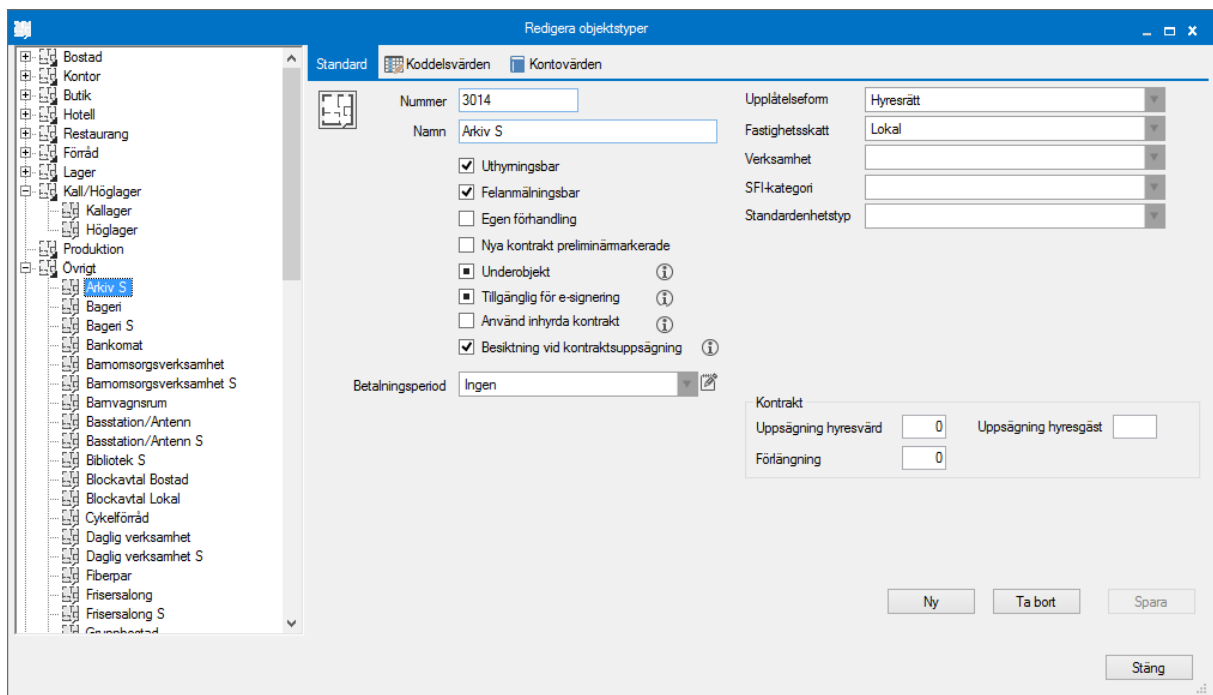 Redigera objektstyper
Bostad
Kontor
Butik
Hotell
Restaurang
Förråd
Lager
Kall/Höglager
Kallager
Höglager
Produktion
Övrigt
Arkiv S
Bageri
Bageri S
Bankomat
Barnomsorgsverksamhet
Barnomsorgsverksamhet S
Barnvagnsrum
Basstation/Antenn
Basstation/Antenn S
Bibliotek S
Blockavtal Bostad
Blockavtal Lokal
Cykelförråd
Daglig verksamhet
Daglig verksamhet S
Fiberpar
Frisersalong
Frisersalong S
Gruppbostad
Standard Koddelsvärden Kontovärden
Nummer 3014
Namn Arkiv S
Uthyrningsbar
Felanmälningsbar
Egen förhandling
Nya kontrakt preliminärmarkerade
Underobjekt
Tillgänglig för e-signering
Använd inhyrda kontrakt
Besiktning vid kontraktsuppsägning
Betalningsperiod Ingen
Upplåtelseform Hyresrätt
Fastighetsskatt Lokal
Verksamhet
SFI-kategori
Standardenhetstyp
Kontrakt
Uppsägning hyresvärd 0 Uppsägning hyresgäst
Förlängning 0
Ny Ta bort Spara
Stäng